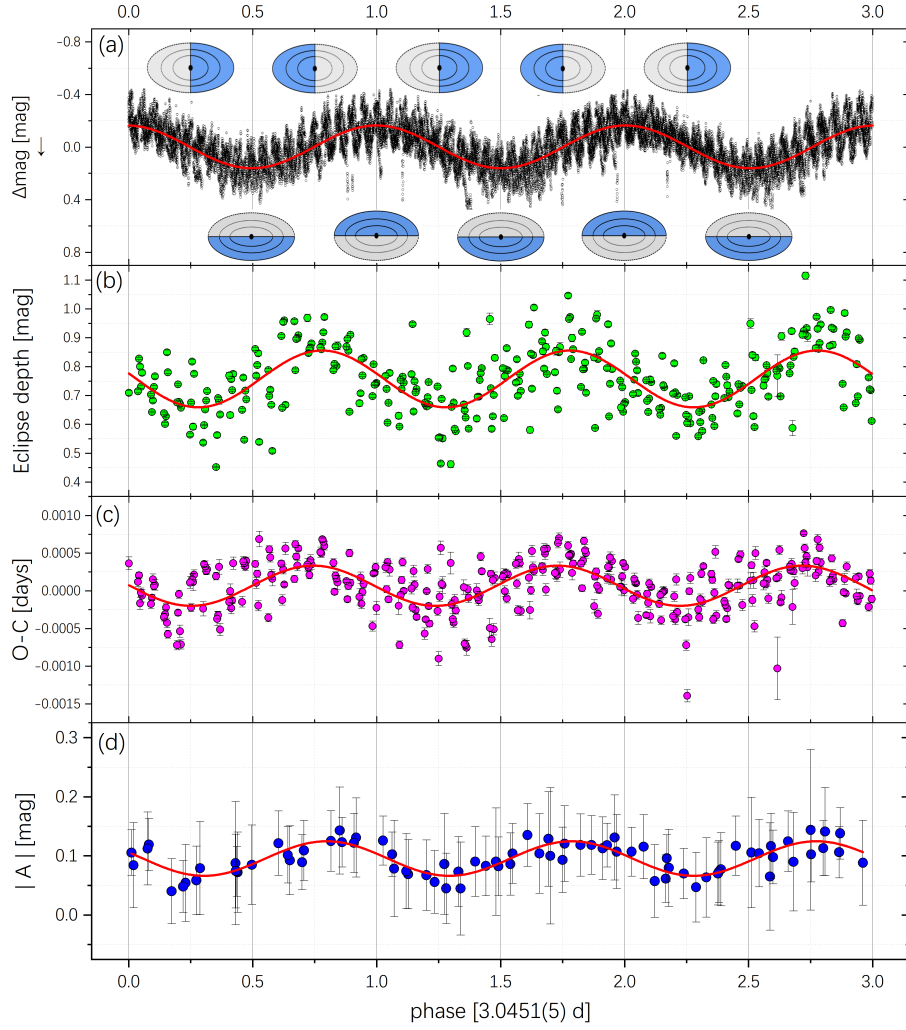 0.0 0.5 1.0 1.5 2.0 2.5 3.0
(a)
−0.8
−0.4
0.0
0.4
0.8
Δmag [mag]
←
(b)
1.1
1.0
0.9
0.8
0.7
0.6
0.5
0.4
Eclipse depth [mag]
(c)
0.0010
0.0005
0.0000
−0.0005
−0.0010
−0.0015
O−C [days]
(d)
0.3
0.2
0.1
0.0
| A | [mag]
0.0 0.5 1.0 1.5 2.0 2.5 3.0
phase [3.0451(5) d]